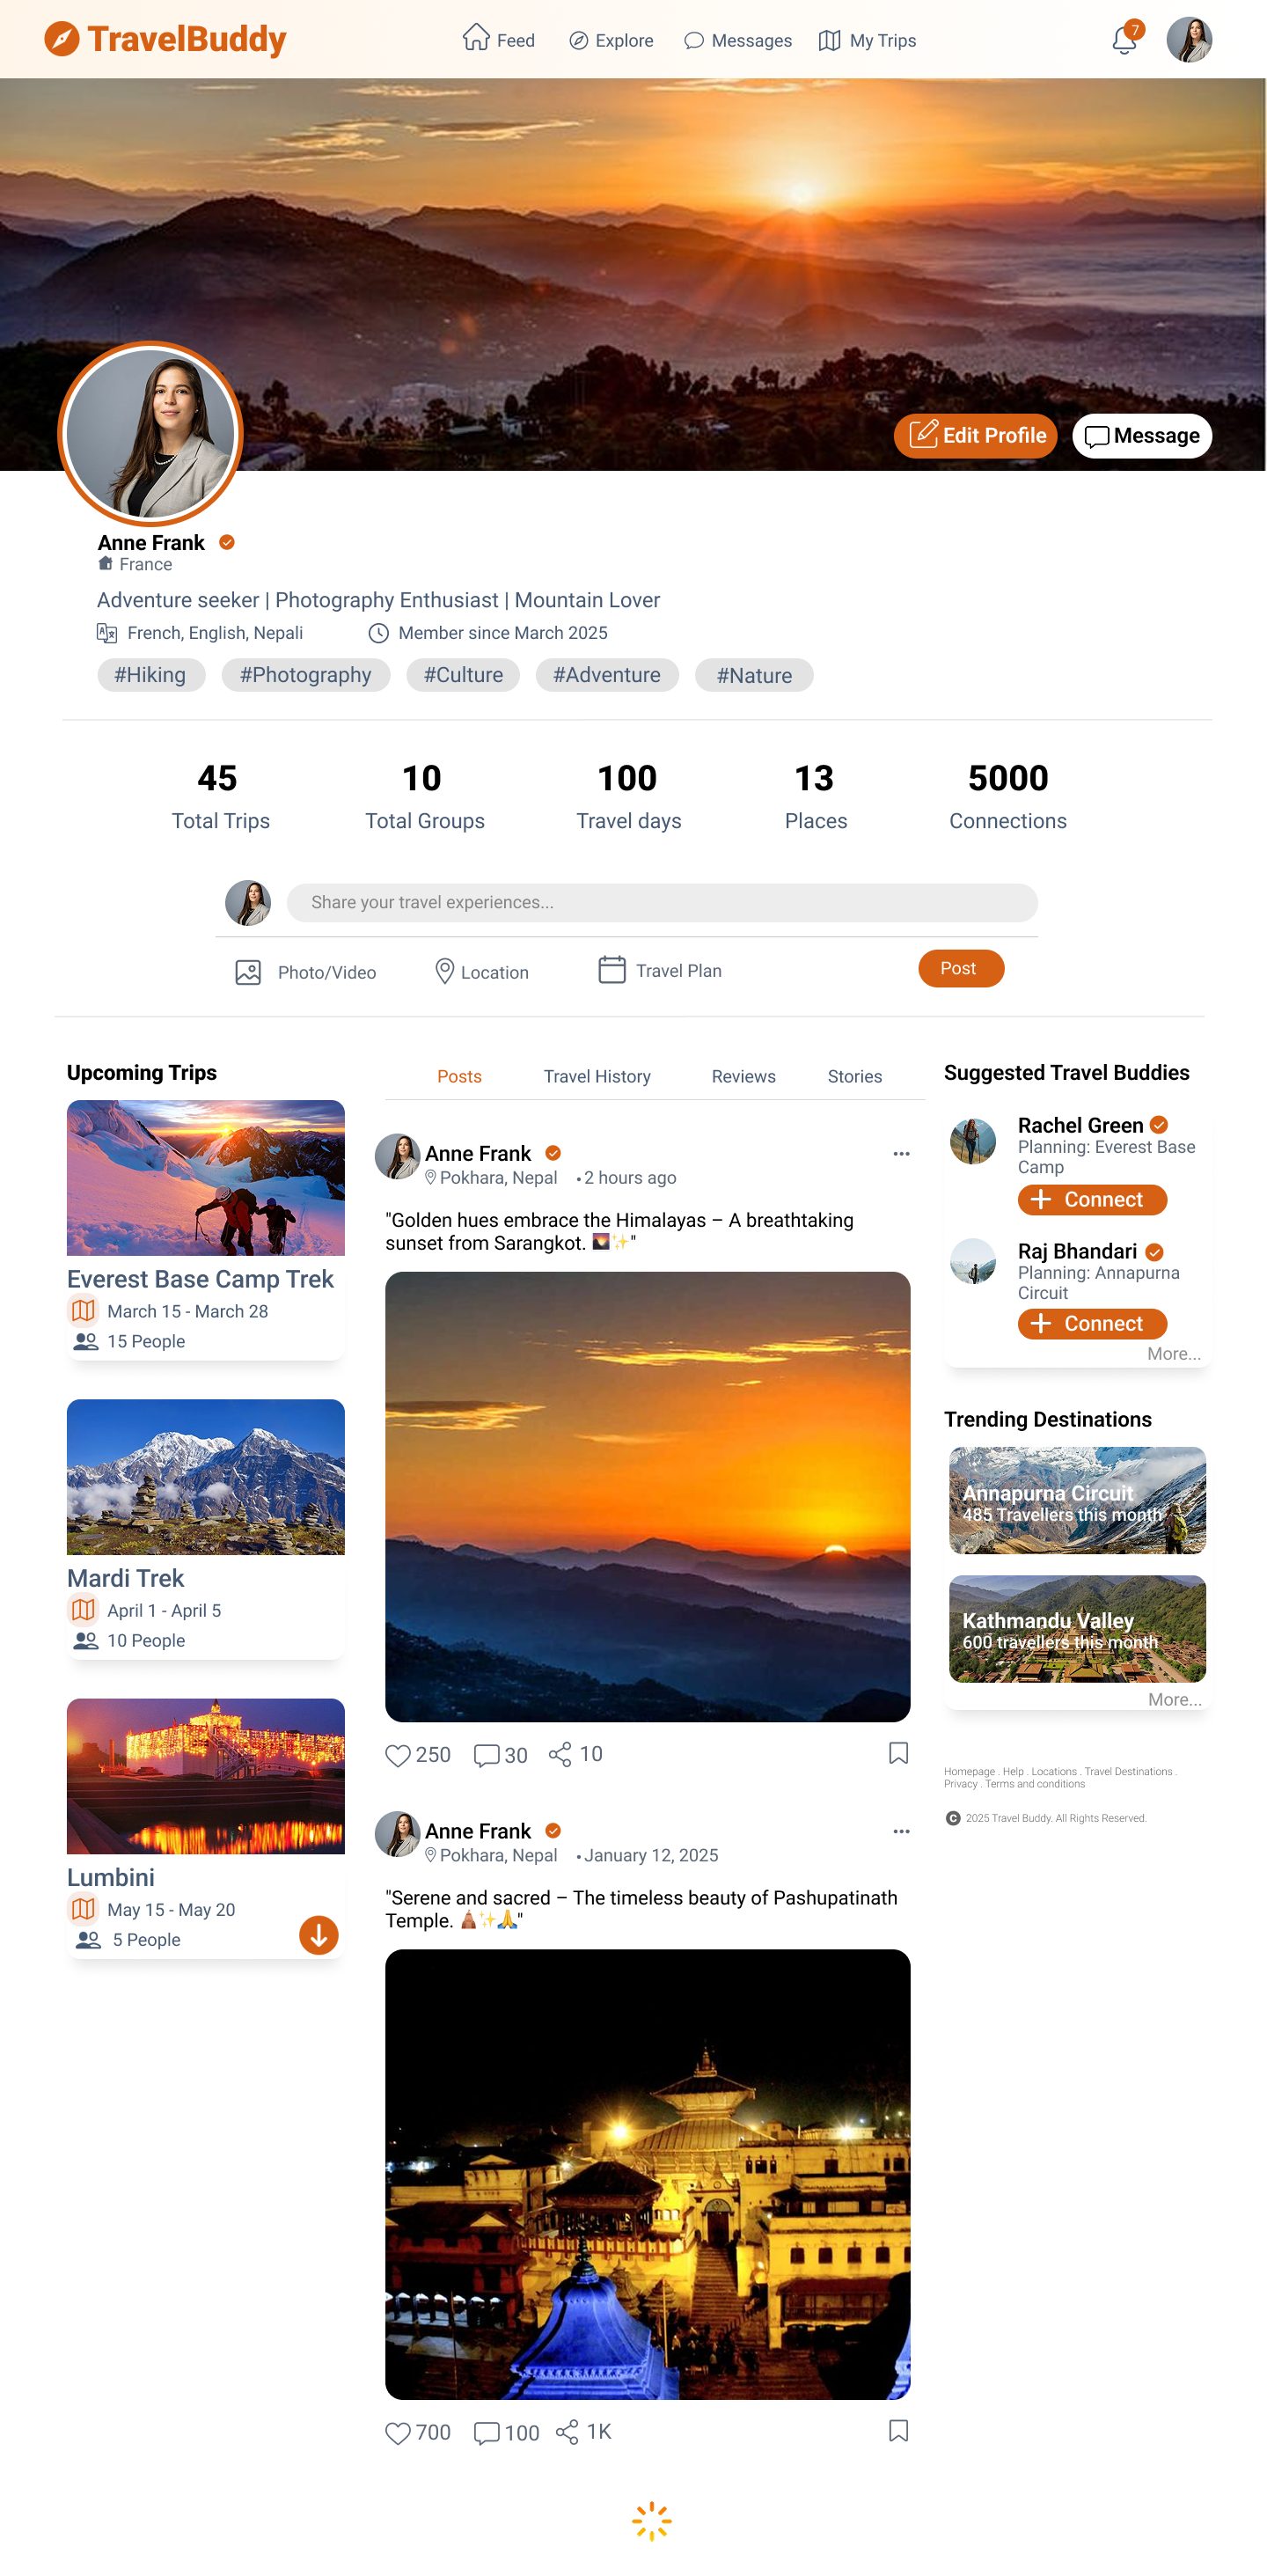 TravelBuddy
Feed
Explore
Messages
My Trips
7
Edit Profile
Message
Anne Frank
France
Adventure seeker | Photography Enthusiast | Mountain Lover
French, English, Nepali
Member since March 2025
#Hiking
#Photography
#Culture
#Adventure
#Nature
45
Total Trips
10
Total Groups
100
Travel days
13
Places
5000
Connections
Share your travel experiences...
Photo/Video
Location
Travel Plan
Post
Upcoming Trips
Everest Base Camp Trek
March 15 - March 28
15 People
Mardi Trek
April 1 - April 5
10 People
Lumbini
May 15 - May 20
5 People
Posts
Travel History
Reviews
Stories
Anne Frank
Pokhara, Nepal • 2 hours ago
"Golden hues embrace the Himalayas – A breathtaking
sunset from Sarangkot. 🌄✨"
250
30
10
Anne Frank
Pokhara, Nepal • January 12, 2025
"Serene and sacred – The timeless beauty of Pashupatinath
Temple. 🛕✨🙏"
700
100
1K
Suggested Travel Buddies
Rachel Green
Planning: Everest Base
Camp
Connect
Raj Bhandari
Planning: Annapurna
Circuit
Connect
More...
Trending Destinations
Annapurna Circuit
485 Travellers this month
Kathmandu Valley
600 travellers this month
More...
Homepage . Help . Locations . Travel Destinations .
Privacy . Terms and conditions
C 2025 Travel Buddy. All Rights Reserved.